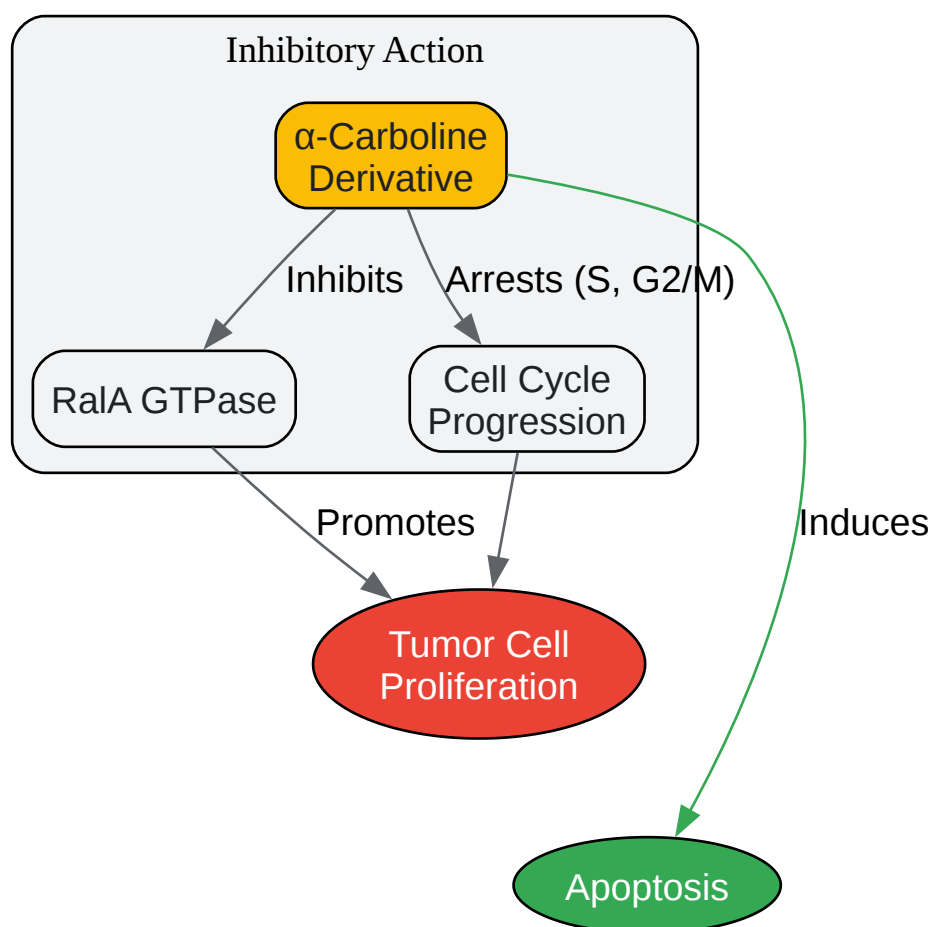 Inhibitory Action
α-Carboline
Derivative
Inhibits
Arrests (S, G2/M)
RalA GTPase
Cell Cycle
Progression
Promotes
Induces
Tumor Cell
Proliferation
Apoptosis